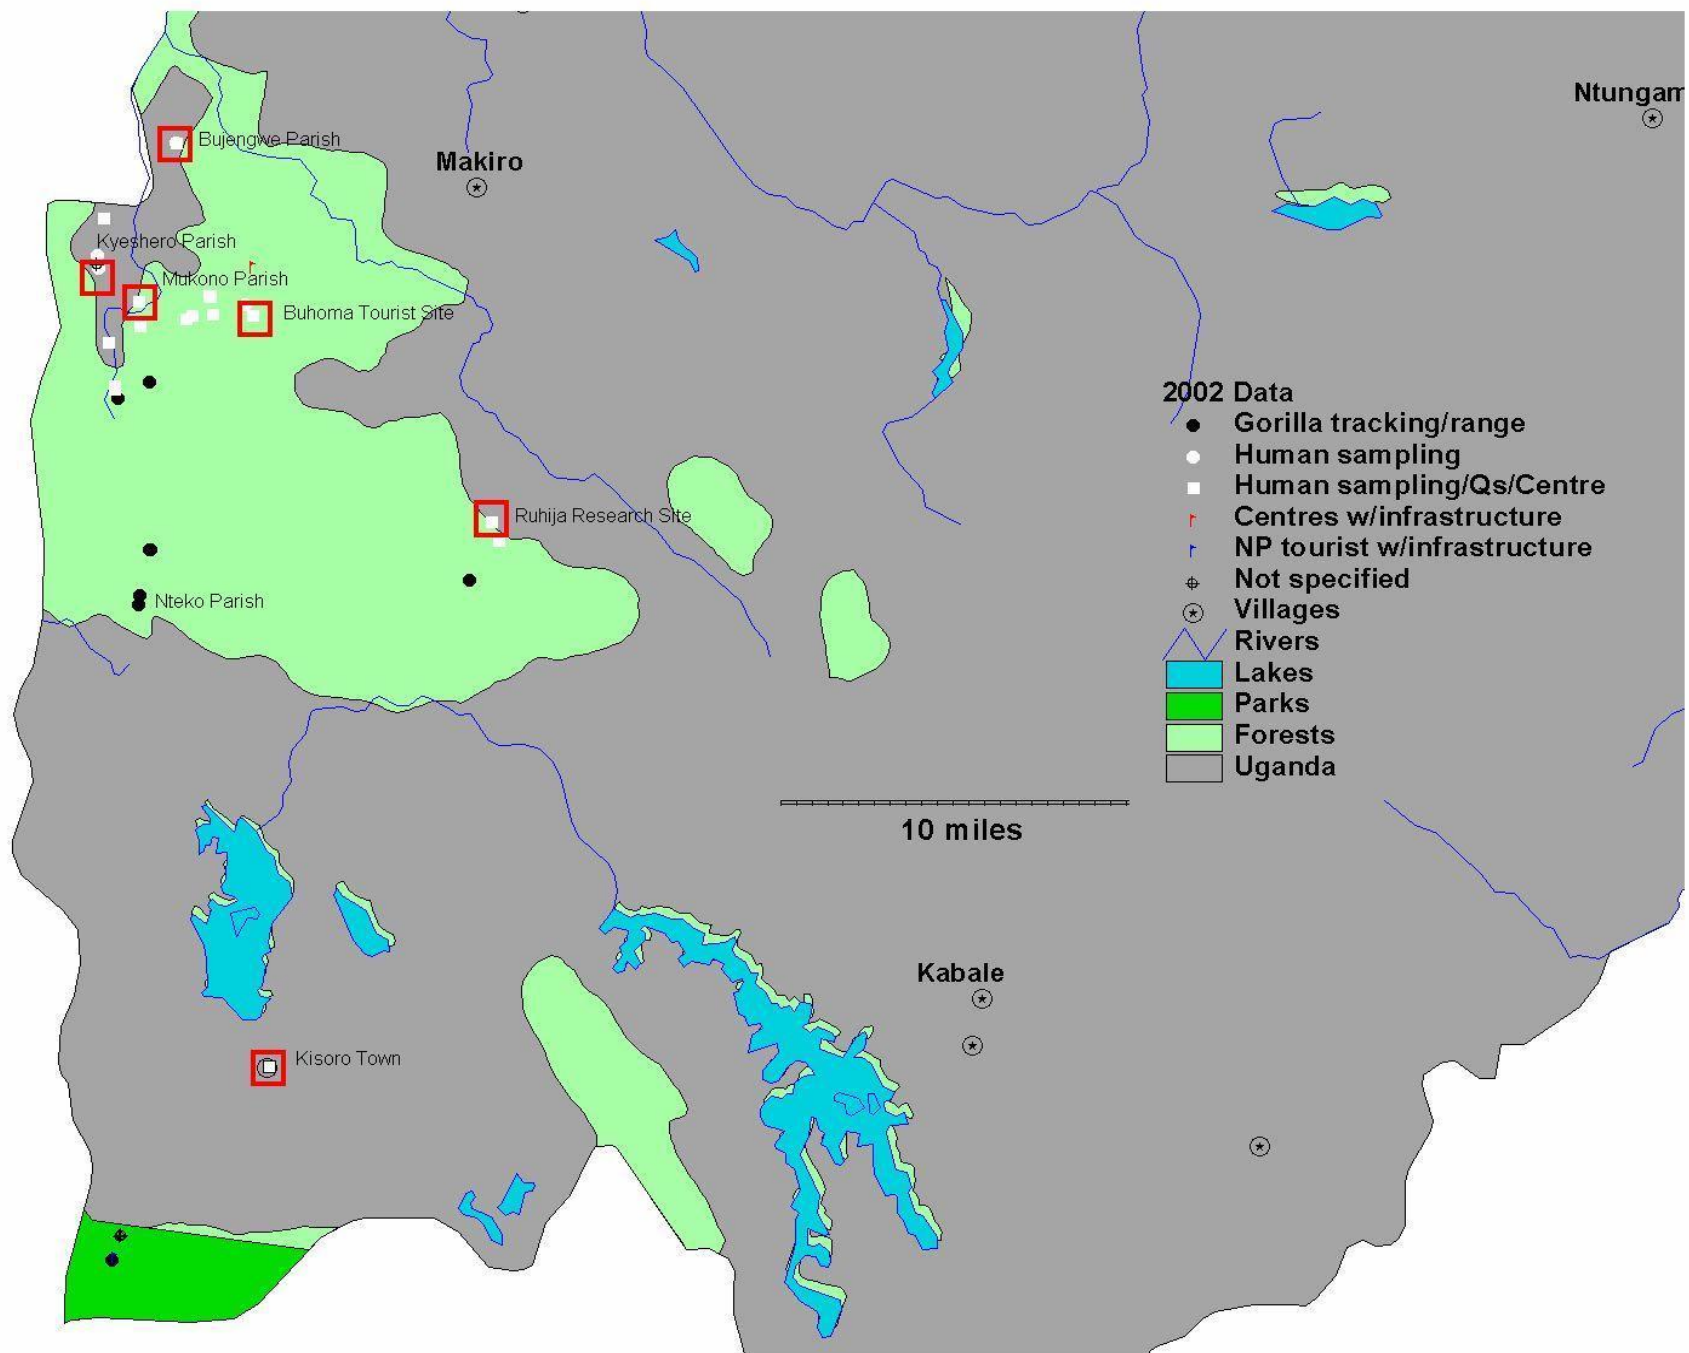 Ntungam
Bujengwe Parish
Makiro
Kyeshero Parish
Mukono Parish
Buhoma Tourist Site
2002 Data
Gorilla tracking/range
Human sampling
Human sampling/Qs/Centre
Ruhija Research Site
Centres w/infrastructure
NP tourist w/infrastructure
Not specified
Nteko Parish
Villages
Rivers
Lakes
Parks
Forests
Uganda
10 miles
Kabale
Kisoro Town